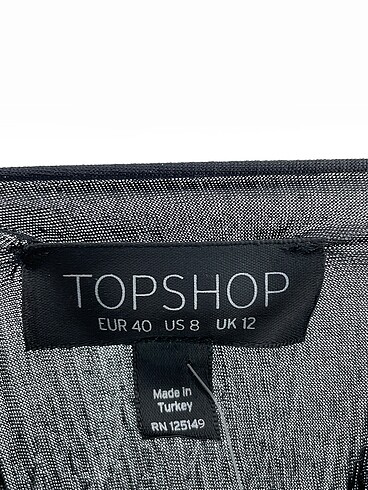 TOPSHOP
EUR 40 US 8 UK 12
Made in
Turkey
RN 125149